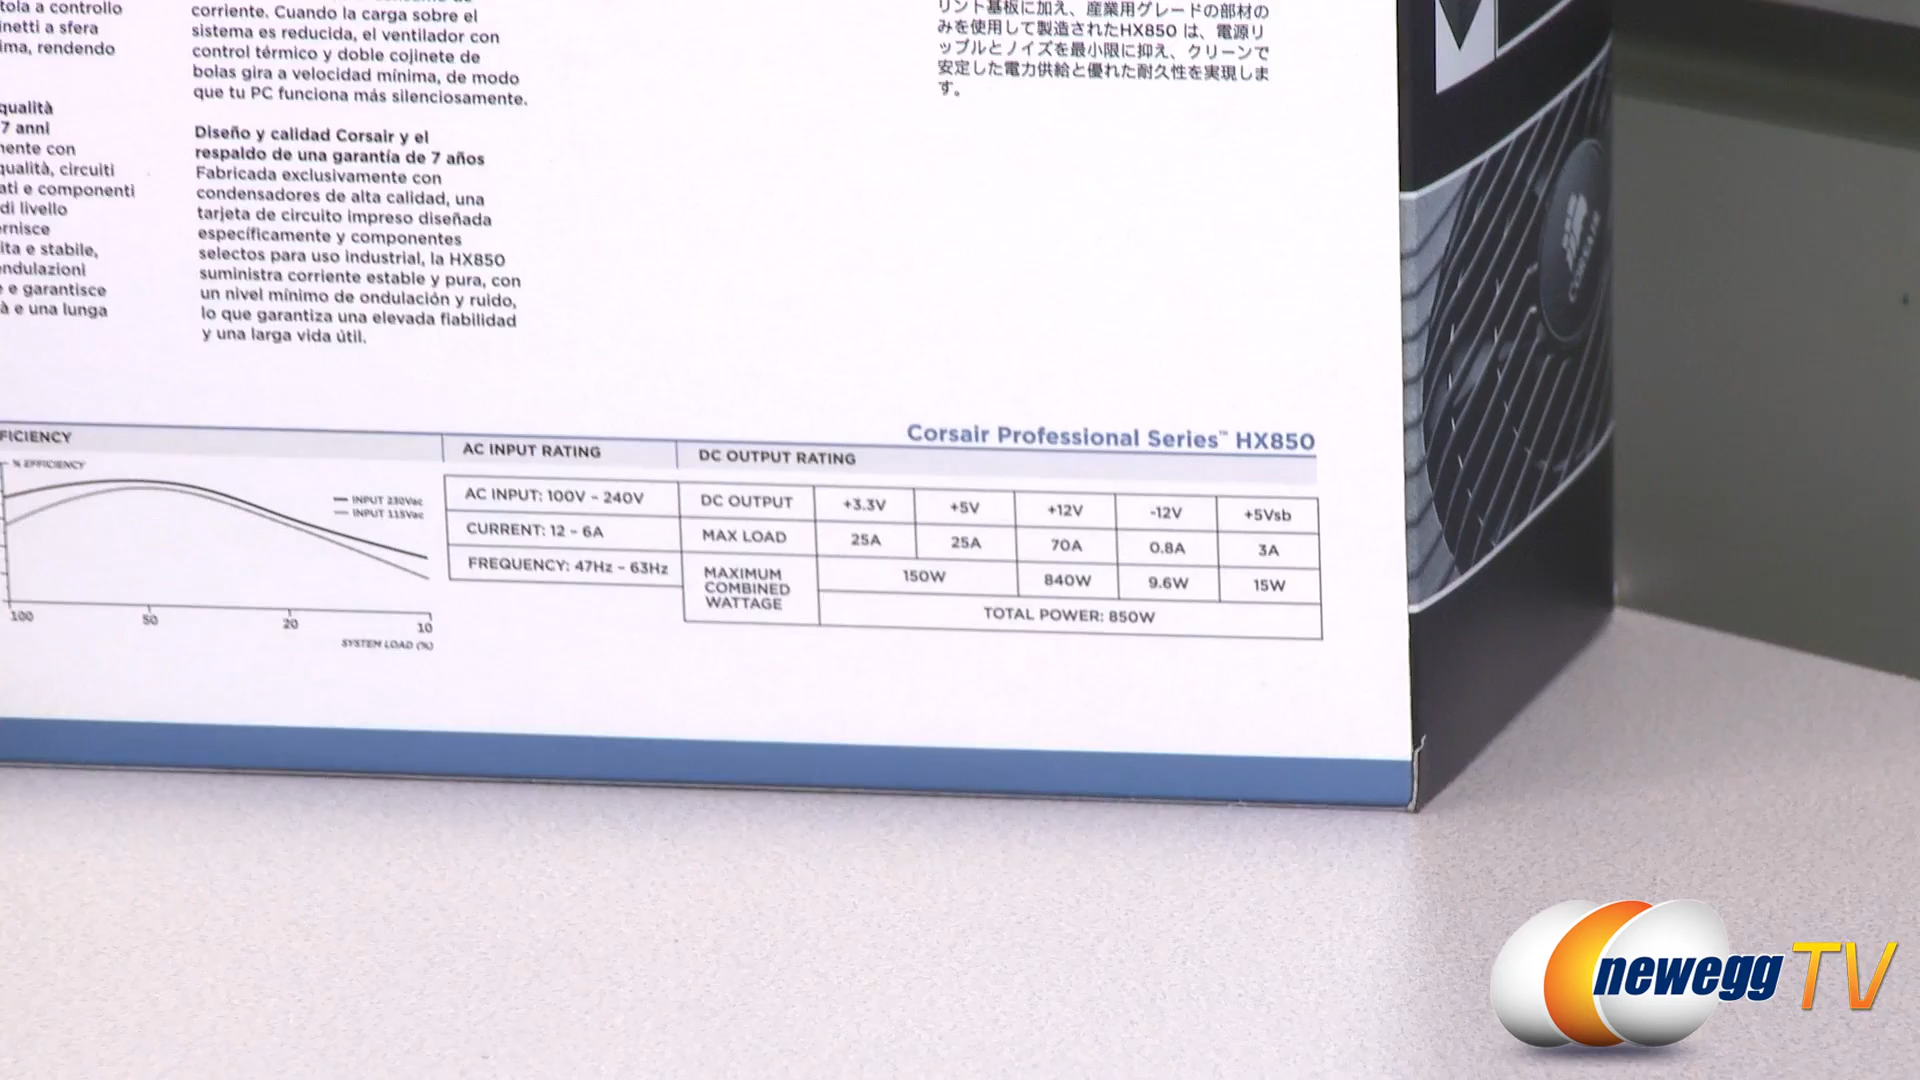 tola a controllo
inetti a sfera
ima, rendendo
qualità
7 anni
mente con
qualità, circuiti
ati e componenti
di livello
ornisce
ita e stabile,
ondulazioni
e garantisce
à e una lunga
corriente. Cuando la carga sobre el
sistema es reducida, el ventilador con
control térmico y doble cojinete de
bolas gira a velocidad mínima, de modo
que tu PC funciona más silenciosamente.
Diseño y calidad Corsair y el
respaldo de una garantía de 7 años
Fabricada exclusivamente con
condensadores de alta calidad, una
tarjeta de circuito impreso diseñada
específicamente y componentes
selectos para uso industrial, la HX850
suministra corriente estable y pura, con
un nivel mínimo de ondulación y ruido,
lo que garantiza una elevada fiabilidad
y una larga vida útil.
リント基板に加え、産業用グレードの部材の
みを使用して製造されたHX850 は、電源リ
ップルとノイズを最小限に抑え、クリーンで
安定した電力供給と優れた耐久性を実現しま
す。
CORSAIR
Corsair Professional Series™ HX850
FICIENCY
% EFFICIENCY
INPUT 230Vac
INPUT 115Vac
100 50 20 10
SYSTEM LOAD (%)
AC INPUT RATING
AC INPUT: 100V - 240V
CURRENT: 12 - 6A
FREQUENCY: 47Hz - 63Hz
DC OUTPUT RATING
DC OUTPUT +3.3V +5V +12V -12V +5Vsb
MAX LOAD 25A 25A 70A 0.8A 3A
MAXIMUM
COMBINED
WATTAGE
150W 840W 9.6W 15W
TOTAL POWER: 850W
newegg TV